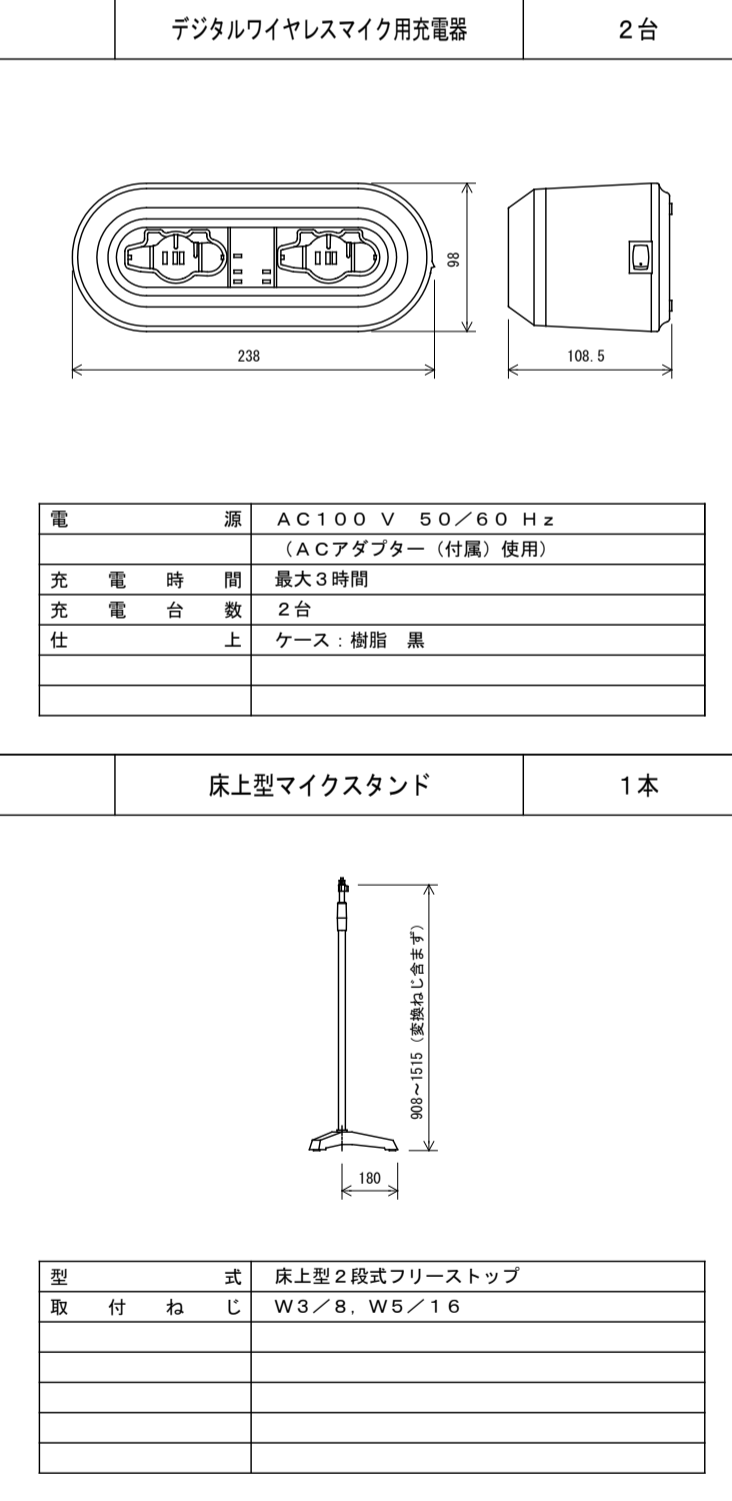 デジタルワイヤレスマイク用充電器 2台
98
238
108.5
電源 AC100 V 50/60 Hz
(ACアダプター(付属)使用)
充電時間 最大3時間
充電台数 2台
仕上 ケース:樹脂 黒
床上型マイクスタンド 1本
908~1515(変換ねじ含まず)
180
型式 床上型2段式フリーストップ
取付ねじ W3/8, W5/16